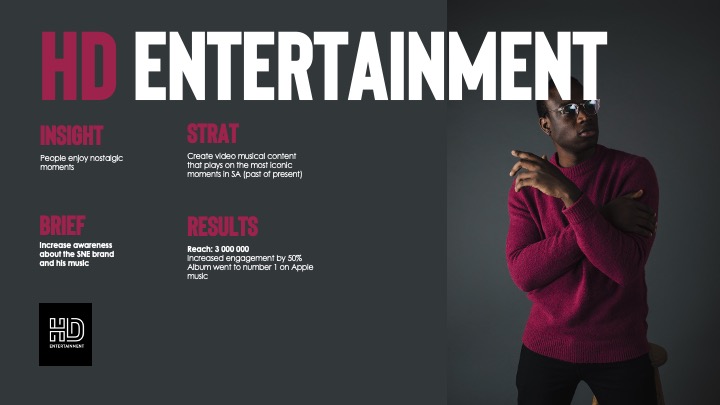 HD ENTERTAINMENT
INSIGHT
People enjoy nostalgic
moments
STRAT
Create video musical content
that plays on the most iconic
moments in SA (past of present)
BRIEF
Increase awareness
about the SNE brand
and his music
RESULTS
Reach: 3 000 000
Increased engagement by 50%
Album went to number 1 on Apple
music
HD
ENTERTAINMENT